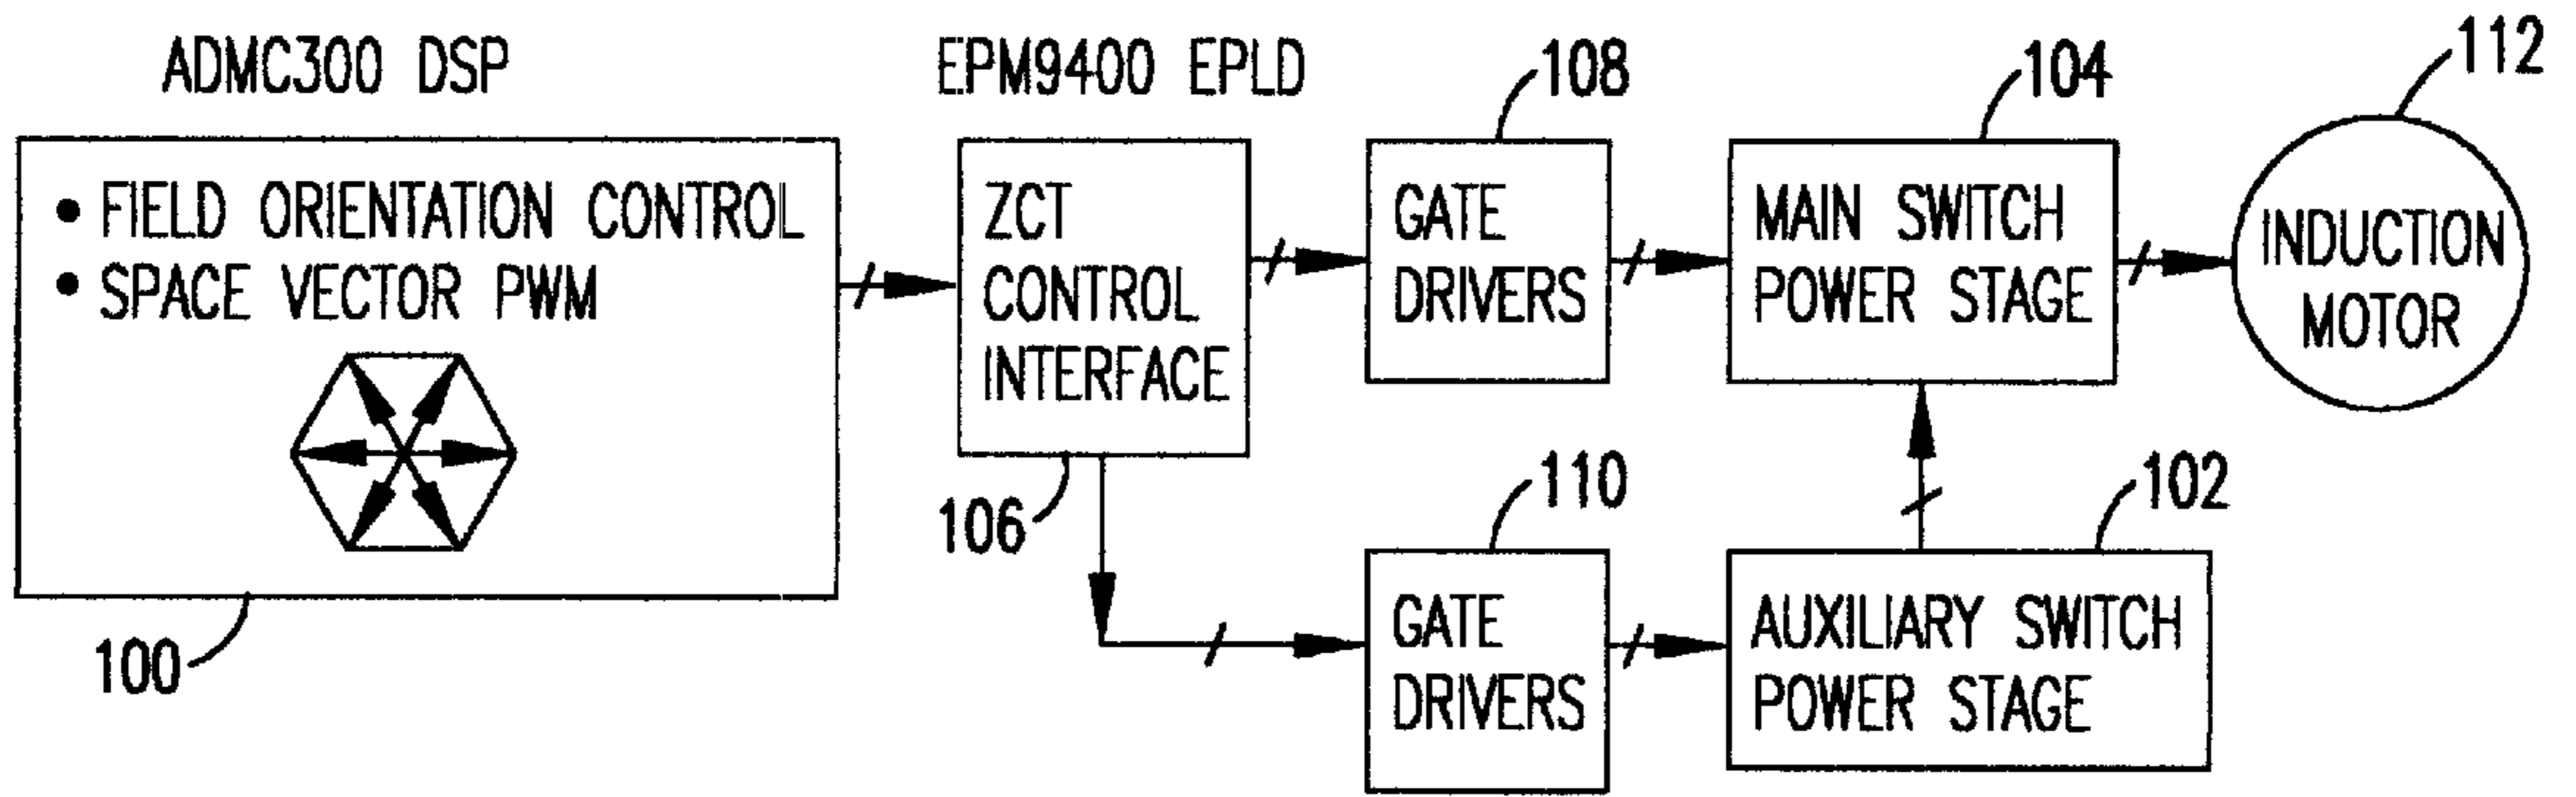 ADMC300 DSP
• FIELD ORIENTATION CONTROL
• SPACE VECTOR PWM
100
EPM9400 EPLD
ZCT
CONTROL
INTERFACE
106
108
GATE
DRIVERS
110
GATE
DRIVERS
104
MAIN SWITCH
POWER STAGE
102
AUXILIARY SWITCH
POWER STAGE
112
INDUCTION
MOTOR